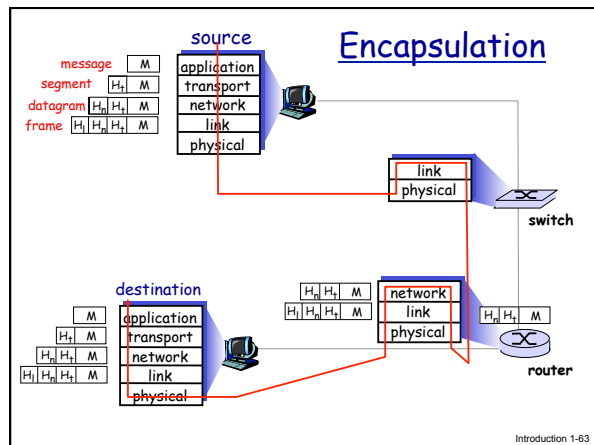 source
Encapsulation
message M
segment Ht M
datagram Hn Ht M
frame Hl Hn Ht M
application
transport
network
link
physical
link
physical
switch
destination
M
Ht M
Hn Ht M
Hl Hn Ht M
application
transport
network
link
physical
Hn Ht M
Hl Hn Ht M
network
link
physical
Hn Ht M
router
Introduction 1-63